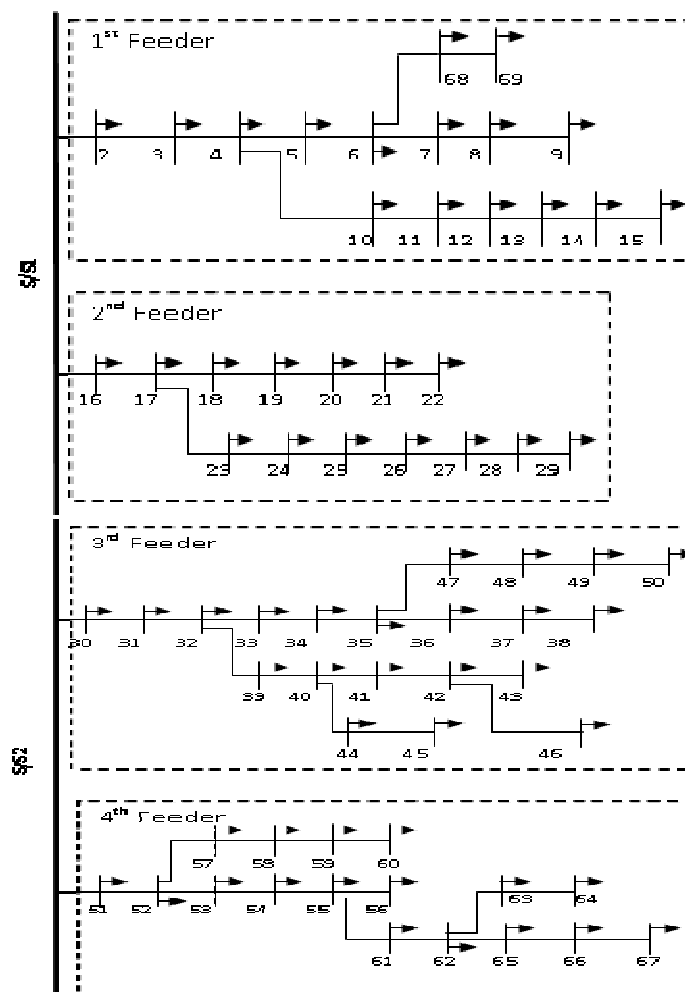 1st Feeder
68 69
2 3 4 5 6 7 8 9
10 11 12 13 14 15
S/S1
2nd Feeder
16 17 18 19 20 21 22
23 24 25 26 27 28 29
3rd Feeder
47 48 49 50
30 31 32 33 34 35 36 37 38
39 40 41 42 43
44 45 46
S/S2
4th Feeder
57 58 59 60
51 52 53 54 55 56 63 64
61 62 65 66 67